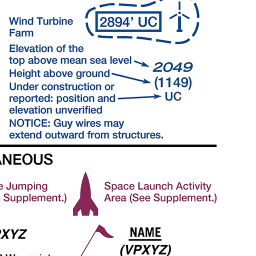 Wind Turbine
Farm
2894' UC
Elevation of the
top above mean sea level
2049
Height above ground
(1149)
Under construction or
reported: position and
elevation unverified
UC
NOTICE: Guy wires may
extend outward from structures.
ANEOUS
e Jumping
Supplement.)
Space Launch Activity
Area (See Supplement.)
XYZ
NAME
(VPXYZ)